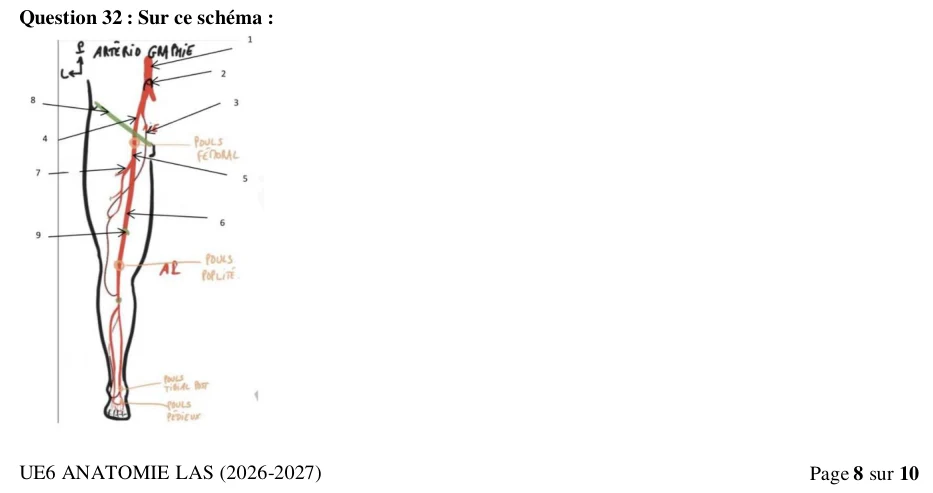 Question 32 : Sur ce schéma :
P
ARTÉRIO GRAPHIE
L
1
2
3
8
4
POULS
FÉMORAL
7
5
6
9
AP
POULS
POPLITÉ
POULS
TIBIAL POST
POULS
PÉDIEUX
UE6 ANATOMIE LAS (2026-2027)
Page 8 sur 10